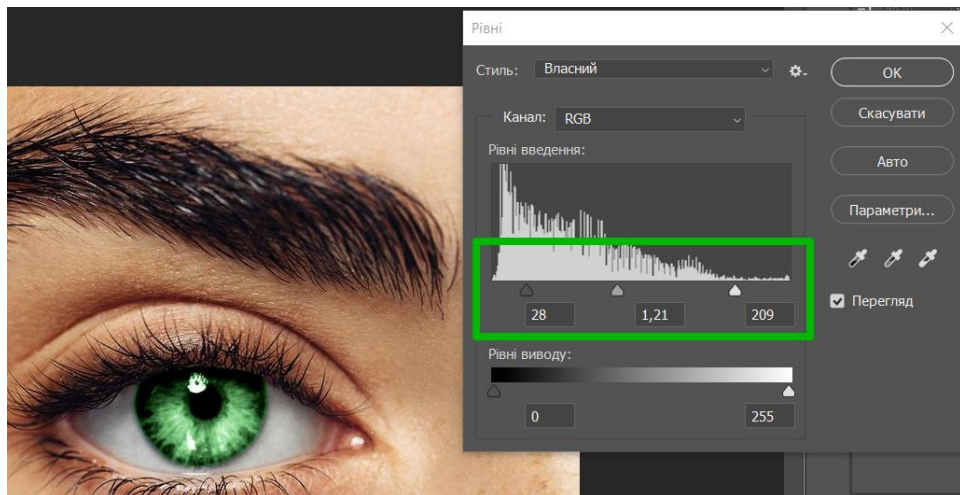 Рівні
Стиль: Власний
OK
Скасувати
Авто
Параметри...
Перегляд
Канал: RGB
Рівні введення:
28 1,21 209
Рівні виводу:
0 255